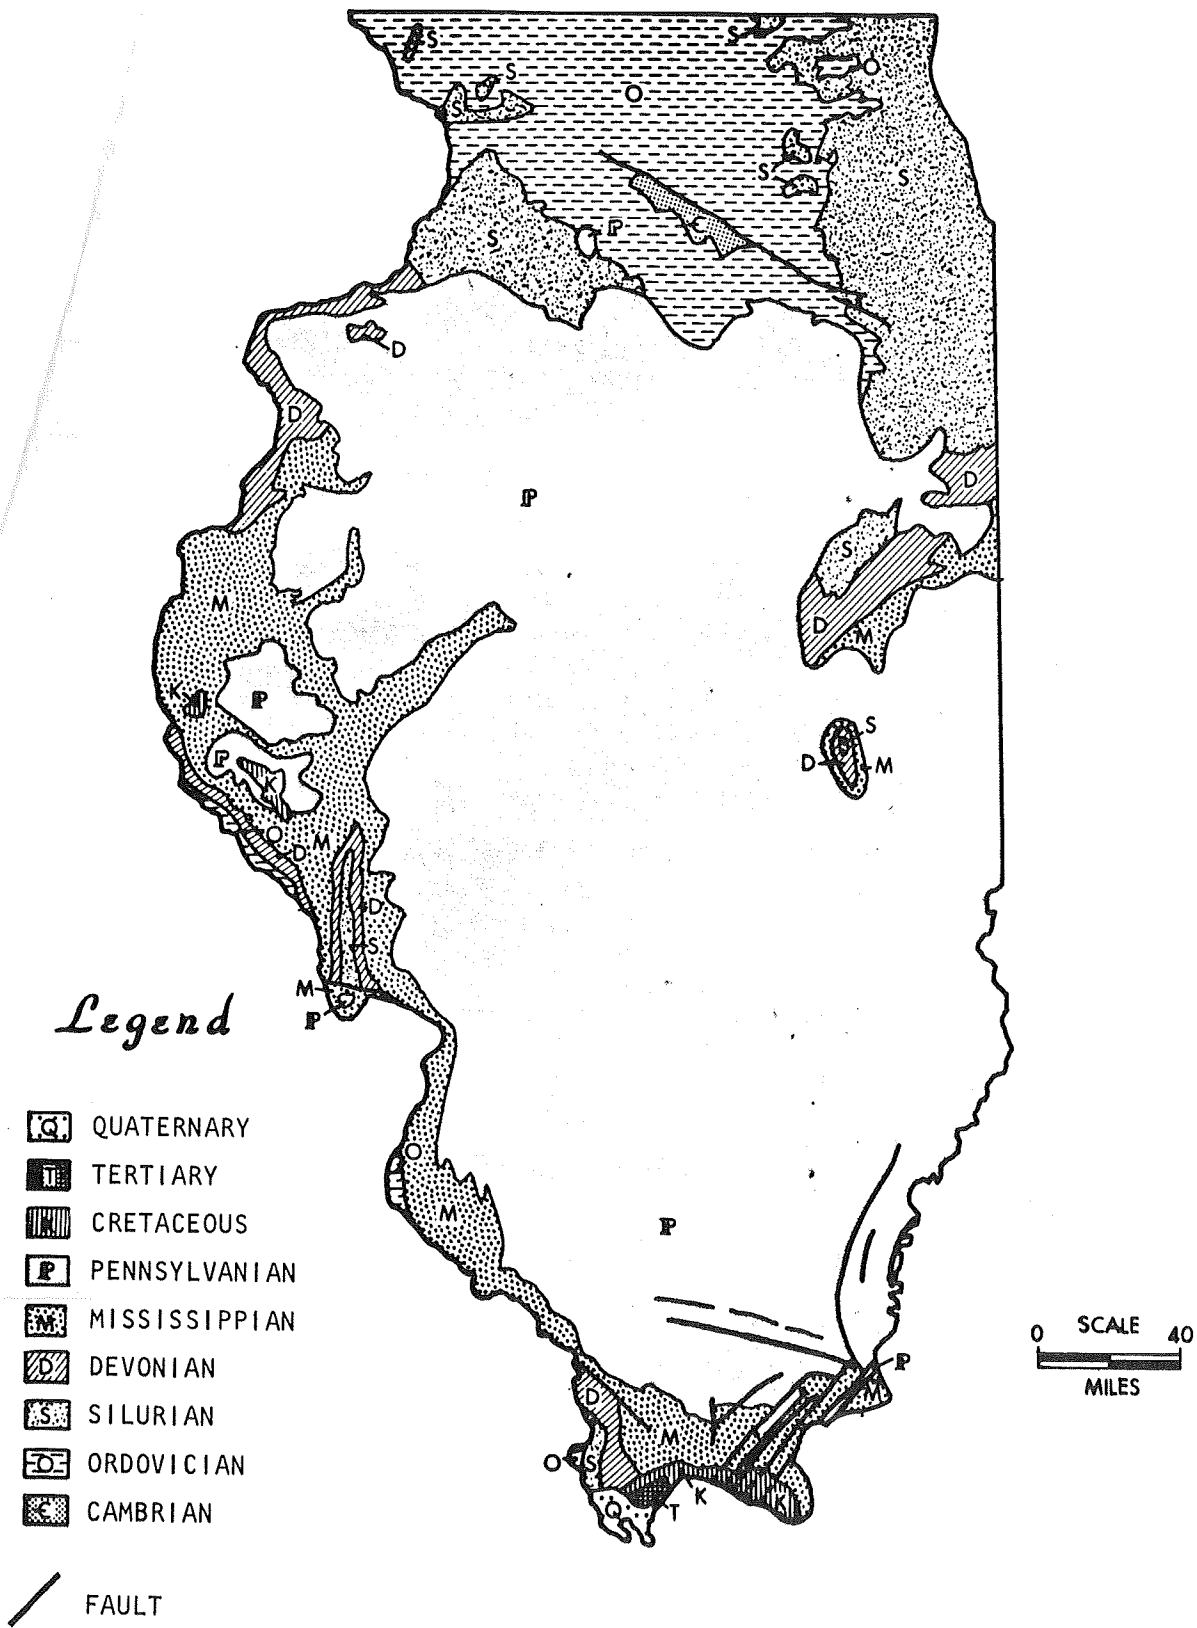 S
S
O
O
S
S
S
S
P
Є
S
S
D
D
P
D
S
D
M
M
K
P
S
D
M
P
K
O
D
M
D
S
M
P
Legend
Q QUATERNARY
T TERTIARY
K CRETACEOUS
P PENNSYLVANIAN
M MISSISSIPPIAN
D DEVONIAN
S SILURIAN
O ORDOVICIAN
Є CAMBRIAN
FAULT
O
M
P
0 SCALE 40
MILES
P
D
M
M
O
S
K
K
Q
T